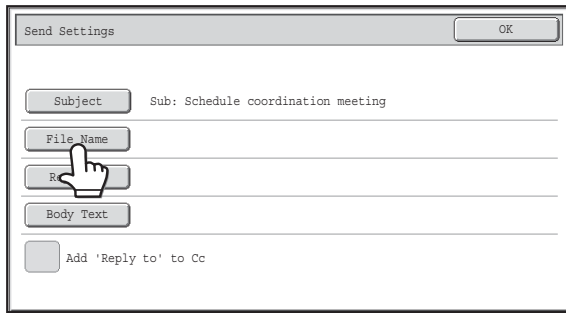 Send Settings
OK
Subject
Sub: Schedule coordination meeting
File Name
Body Text
Add 'Reply to' to Cc